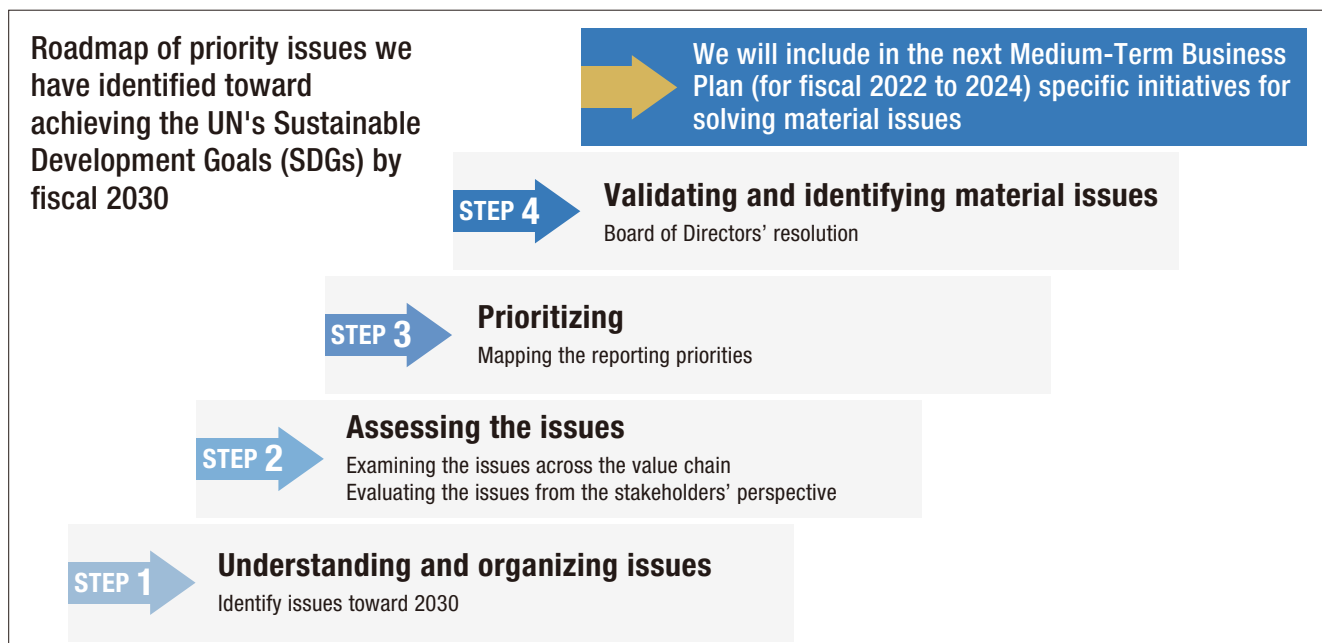 Roadmap of priority issues we
have identified toward
achieving the UN's Sustainable
Development Goals (SDGs) by
fiscal 2030
We will include in the next Medium-Term Business
Plan (for fiscal 2022 to 2024) specific initiatives for
solving material issues
STEP 4
Validating and identifying material issues
Board of Directors’ resolution
STEP 3
Prioritizing
Mapping the reporting priorities
STEP 2
Assessing the issues
Examining the issues across the value chain
Evaluating the issues from the stakeholders’ perspective
STEP 1
Understanding and organizing issues
Identify issues toward 2030